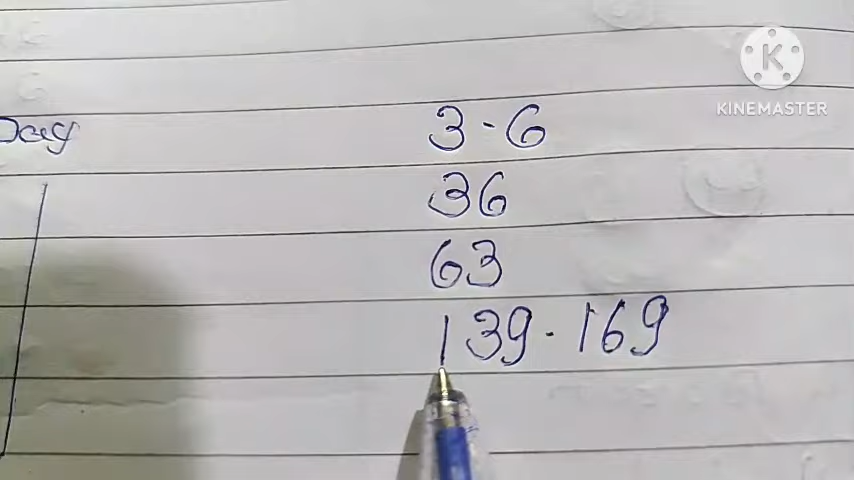 KINEMASTER
Day
3 - 6
36
63
139 - 169